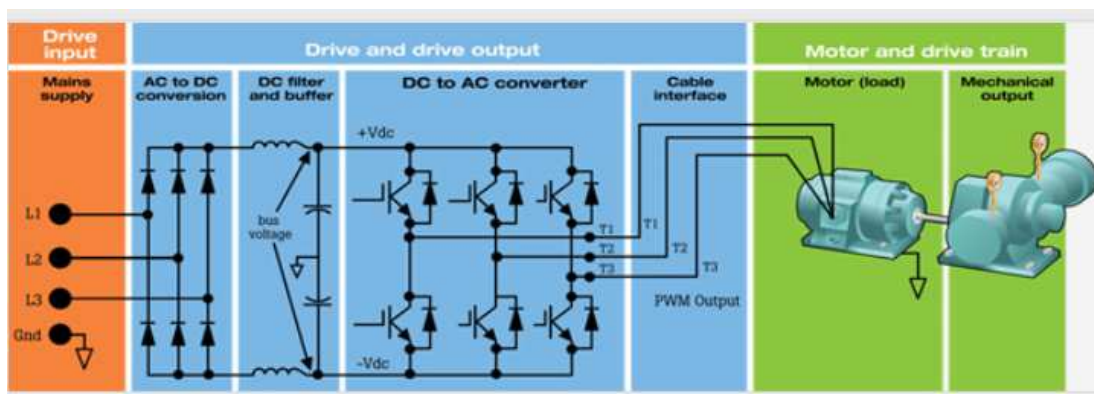 Drive
input
Drive and drive output
Motor and drive train
Mains
supply
AC to DC
conversion
DC filter
and buffer
DC to AC converter
Cable
interface
Motor (load)
Mechanical
output
+Vdc
L1
bus
voltage
T1
T1
T2
T2
T3
T3
L2
L3
PWM Output
Gnd
–Vdc